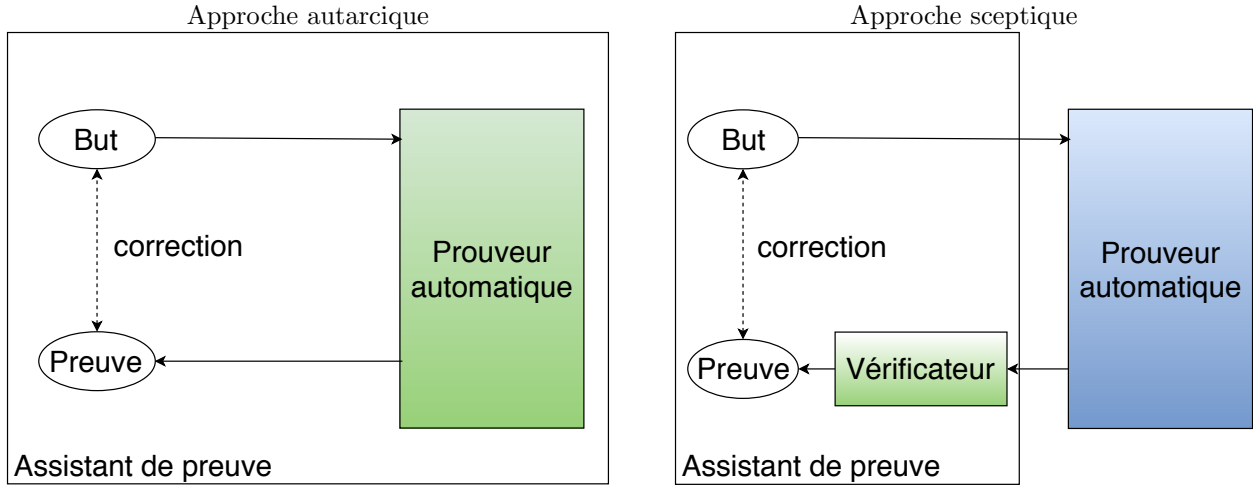 Approche autarcique
But
correction
Prouveur
automatique
Preuve
Assistant de preuve
Approche sceptique
But
correction
Prouveur
automatique
Preuve
Vérificateur
Assistant de preuve